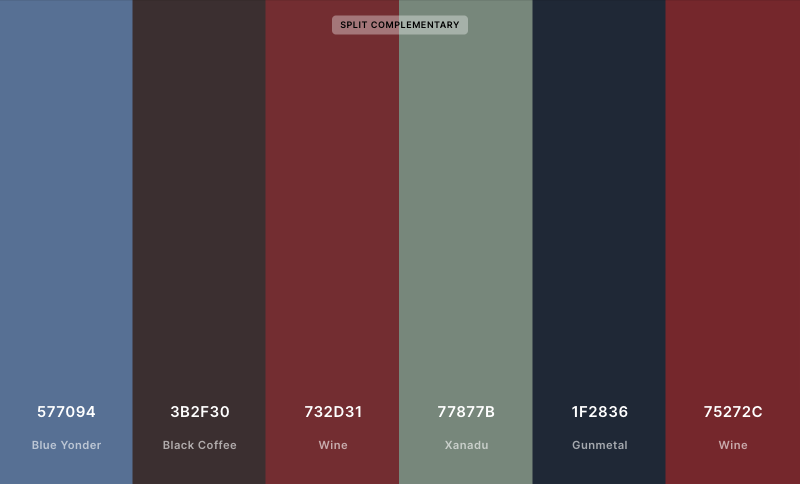 SPLIT COMPLEMENTARY
577094
Blue Yonder
3B2F30
Black Coffee
732D31
Wine
77877B
Xanadu
1F2836
Gunmetal
75272C
Wine